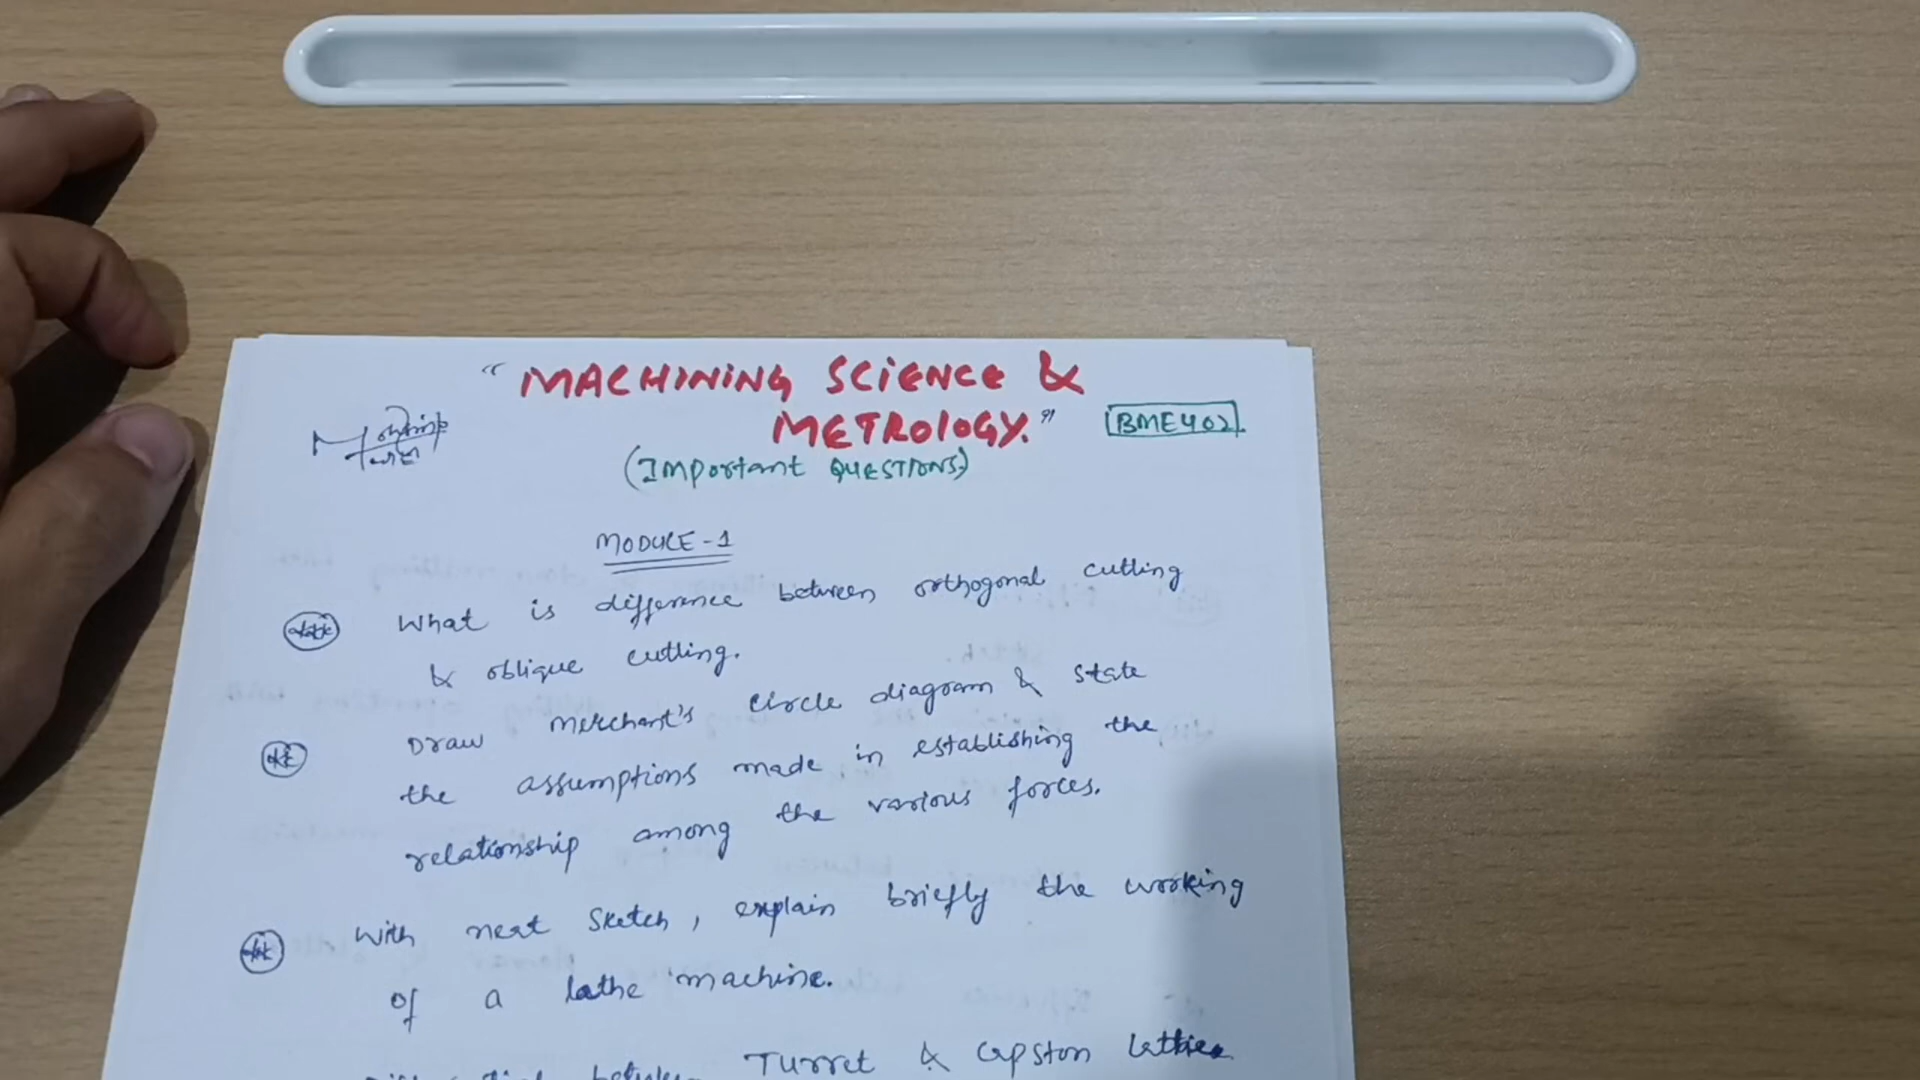 "MACHINING SCIENCE &
METROLOGY."
BME402
(Important QUESTIONS)
MODULE-1
What is difference between orthogonal cutting
& oblique cutting.
Draw merchant's circle diagram & state
the assumptions made in establishing the
relationship among the various forces.
With neat sketch, explain briefly the working
of a lathe machine.
between Turret & Capston lathe